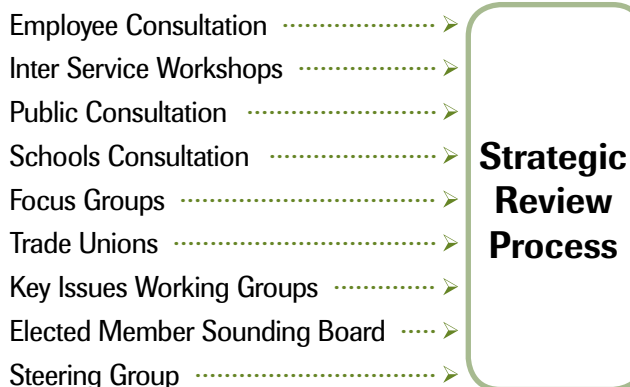 Employee Consultation
Inter Service Workshops
Public Consultation
Schools Consultation
Focus Groups
Trade Unions
Key Issues Working Groups
Elected Member Sounding Board
Steering Group
Strategic
Review
Process